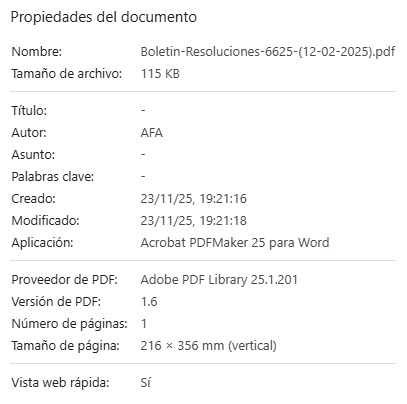 Propiedades del documento
Nombre: Boletin-Resoluciones-6625-(12-02-2025).pdf
Tamaño de archivo: 115 KB
Título: -
Autor: AFA
Asunto: -
Palabras clave: -
Creado: 23/11/25, 19:21:16
Modificado: 23/11/25, 19:21:18
Aplicación: Acrobat PDFMaker 25 para Word
Proveedor de PDF: Adobe PDF Library 25.1.201
Versión de PDF: 1.6
Número de páginas: 1
Tamaño de página: 216 × 356 mm (vertical)
Vista web rápida: Sí